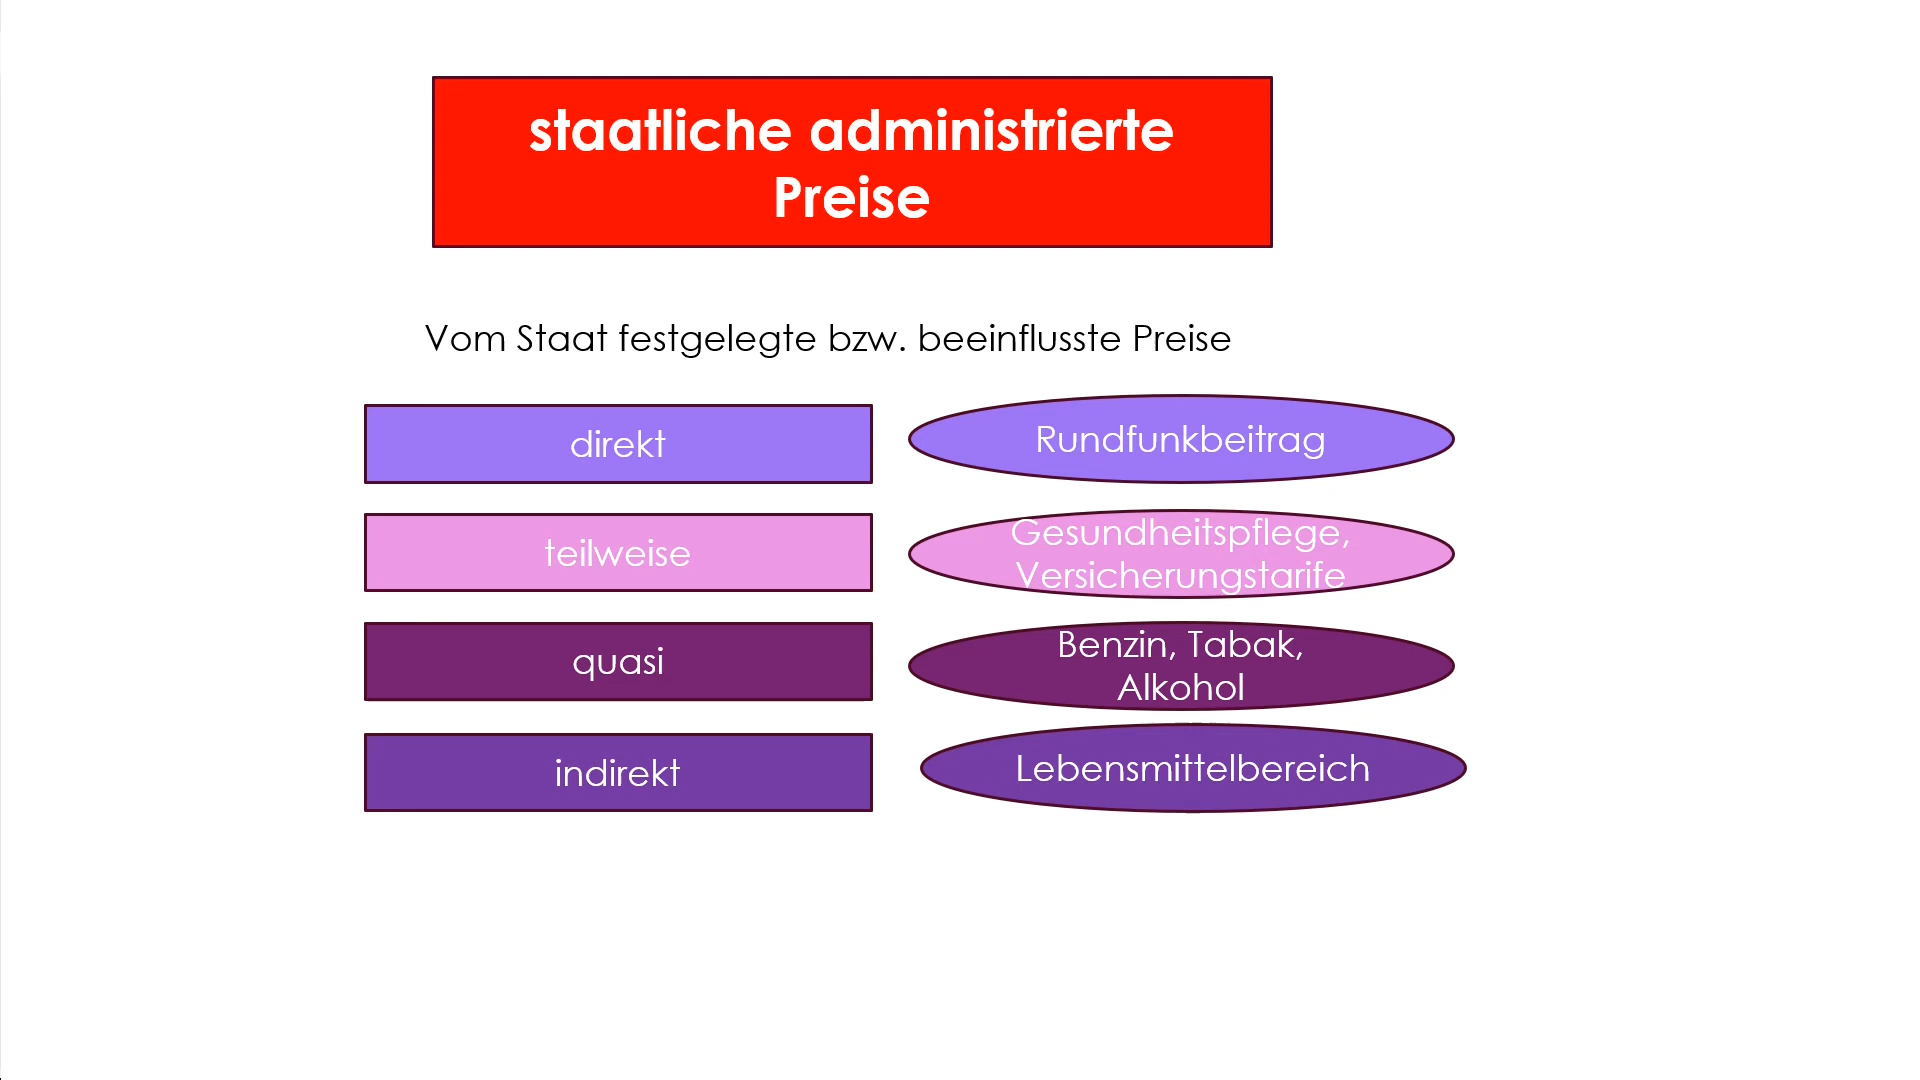 staatliche administrierte
Preise
Vom Staat festgelegte bzw. beeinflusste Preise
direkt
Rundfunkbeitrag
teilweise
Gesundheitspflege,
Versicherungstarife
quasi
Benzin, Tabak,
Alkohol
indirekt
Lebensmittelbereich